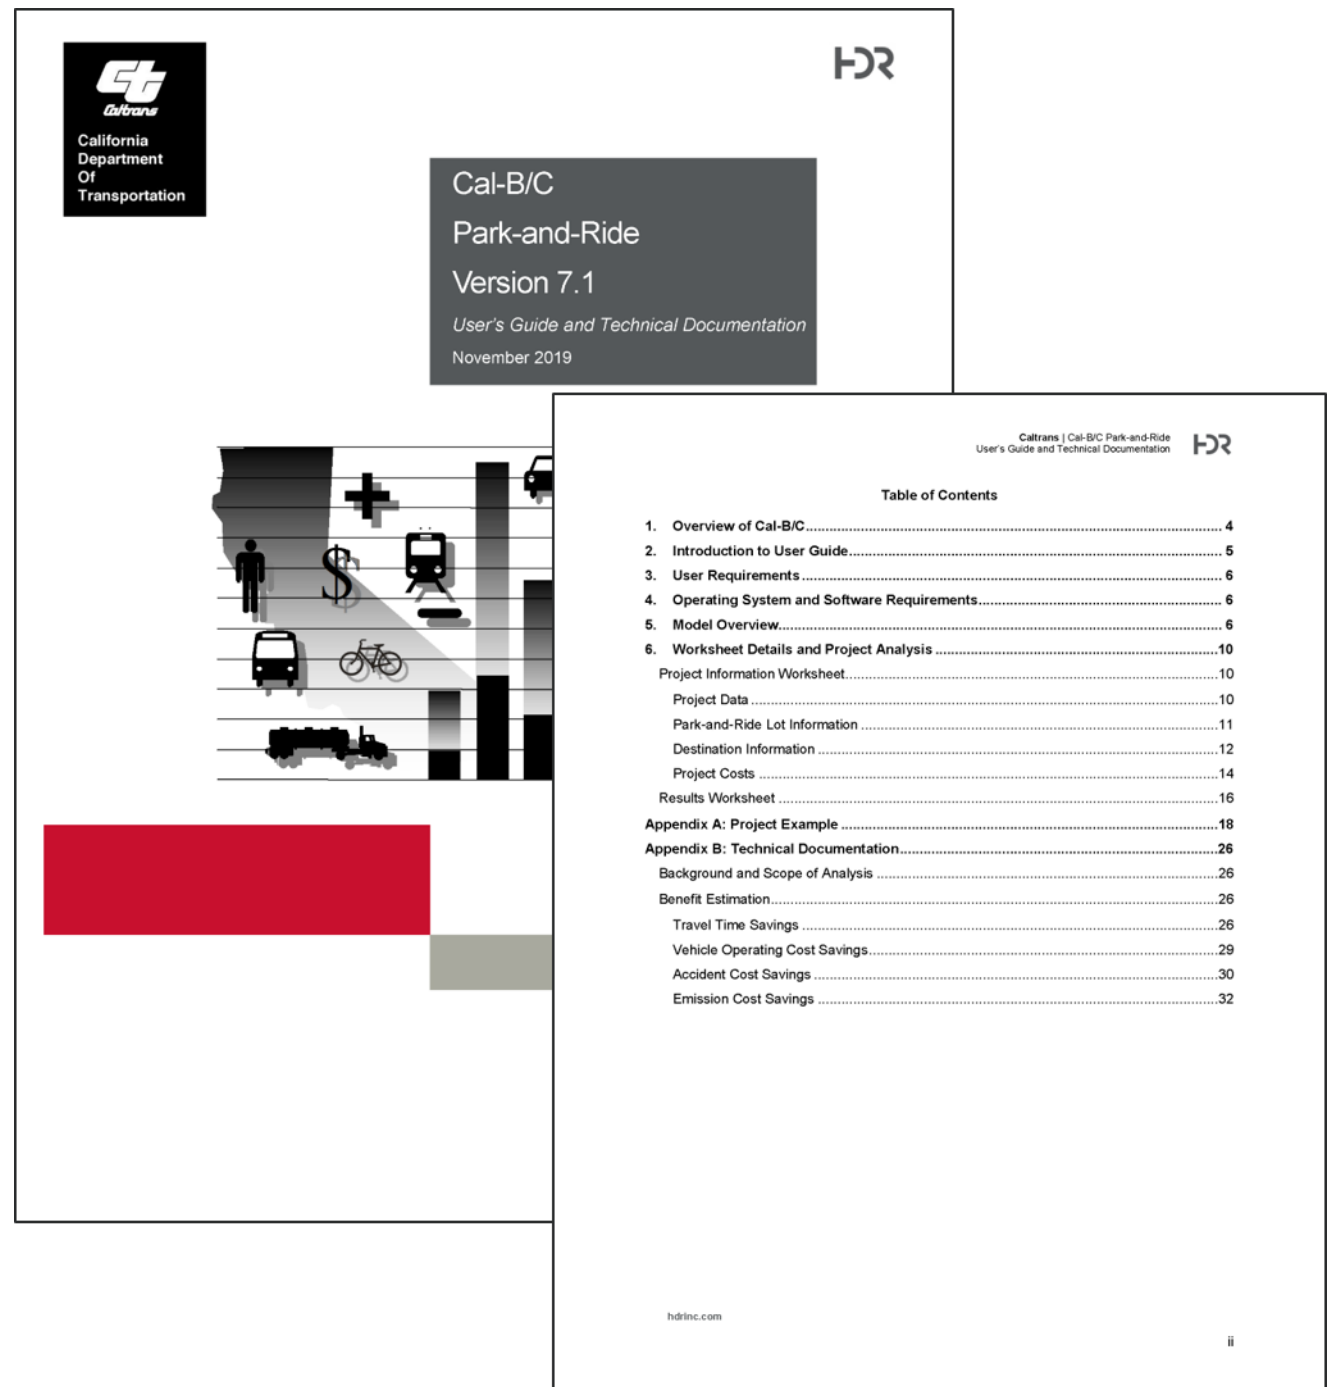 Caltrans
California
Department
Of
Transportation
HDR
Cal-B/C
Park-and-Ride
Version 7.1
User's Guide and Technical Documentation
November 2019
$
Caltrans | Cal-B/C Park-and-Ride
User's Guide and Technical Documentation
HDR
Table of Contents
1. Overview of Cal-B/C 4
2. Introduction to User Guide 5
3. User Requirements 6
4. Operating System and Software Requirements 6
5. Model Overview 6
6. Worksheet Details and Project Analysis 10
Project Information Worksheet 10
Project Data 10
Park-and-Ride Lot Information 11
Destination Information 12
Project Costs 14
Results Worksheet 16
Appendix A: Project Example 18
Appendix B: Technical Documentation 26
Background and Scope of Analysis 26
Benefit Estimation 26
Travel Time Savings 26
Vehicle Operating Cost Savings 29
Accident Cost Savings 30
Emission Cost Savings 32
hdrinc.com
ii